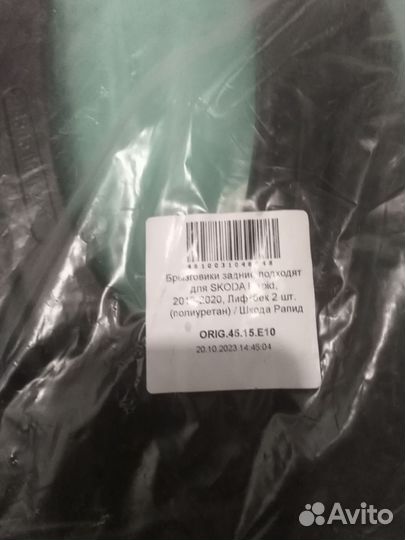 Брызговики задние подходят
для SKODA
2020, Лифтбек 2 шт.
(полиуретан) / Шкода Рапид
ORIG.45.15.E10
20.10.2023 14:45:04
Avito